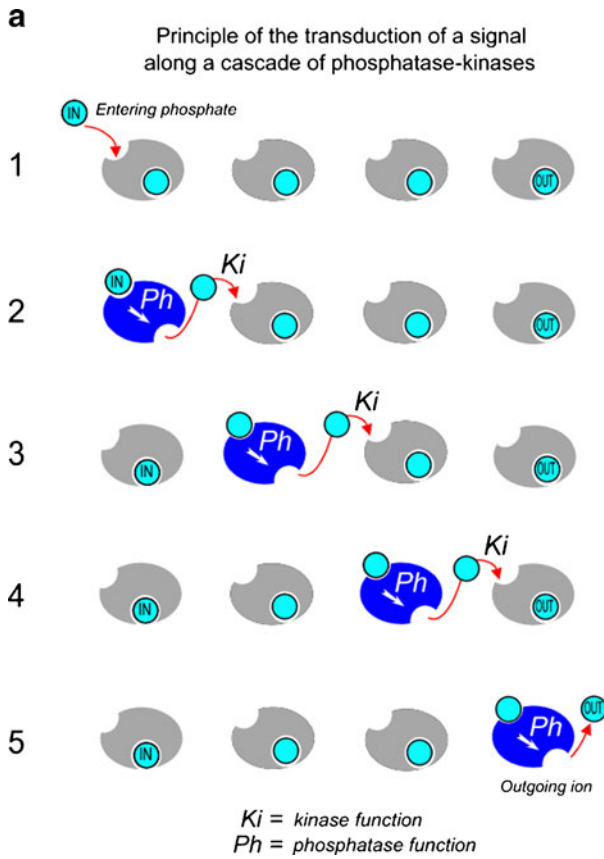 a
Principle of the transduction of a signal
along a cascade of phosphatase-kinases
IN Entering phosphate
1
OUT
Ki
2
IN Ph
OUT
Ki
3
Ph
IN
OUT
Ki
4
Ph
IN
OUT
5
Ph OUT
IN
Outgoing ion
Ki = kinase function
Ph = phosphatase function